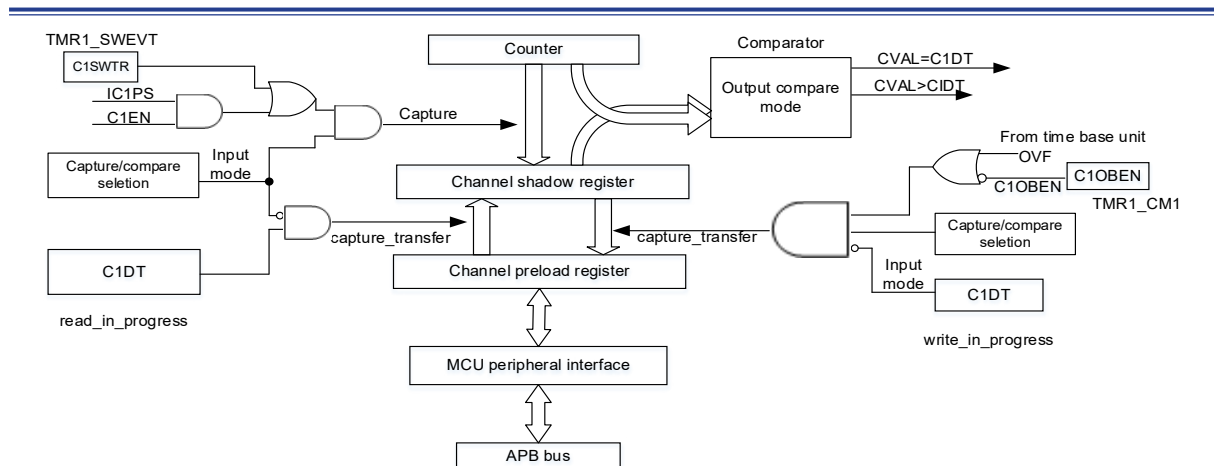 TMR1_SWEVT
C1SWTR
IC1PS
C1EN
Capture/compare
seletion
Input
mode
C1DT
read_in_progress
Capture
capture_transfer
Counter
Channel shadow register
Channel preload register
MCU peripheral interface
APB bus
Comparator
Output compare
mode
CVAL=C1DT
CVAL>CIDT
From time base unit
OVF
C1OBEN
C1OBEN
TMR1_CM1
capture_transfer
Capture/compare
seletion
Input
mode
C1DT
write_in_progress